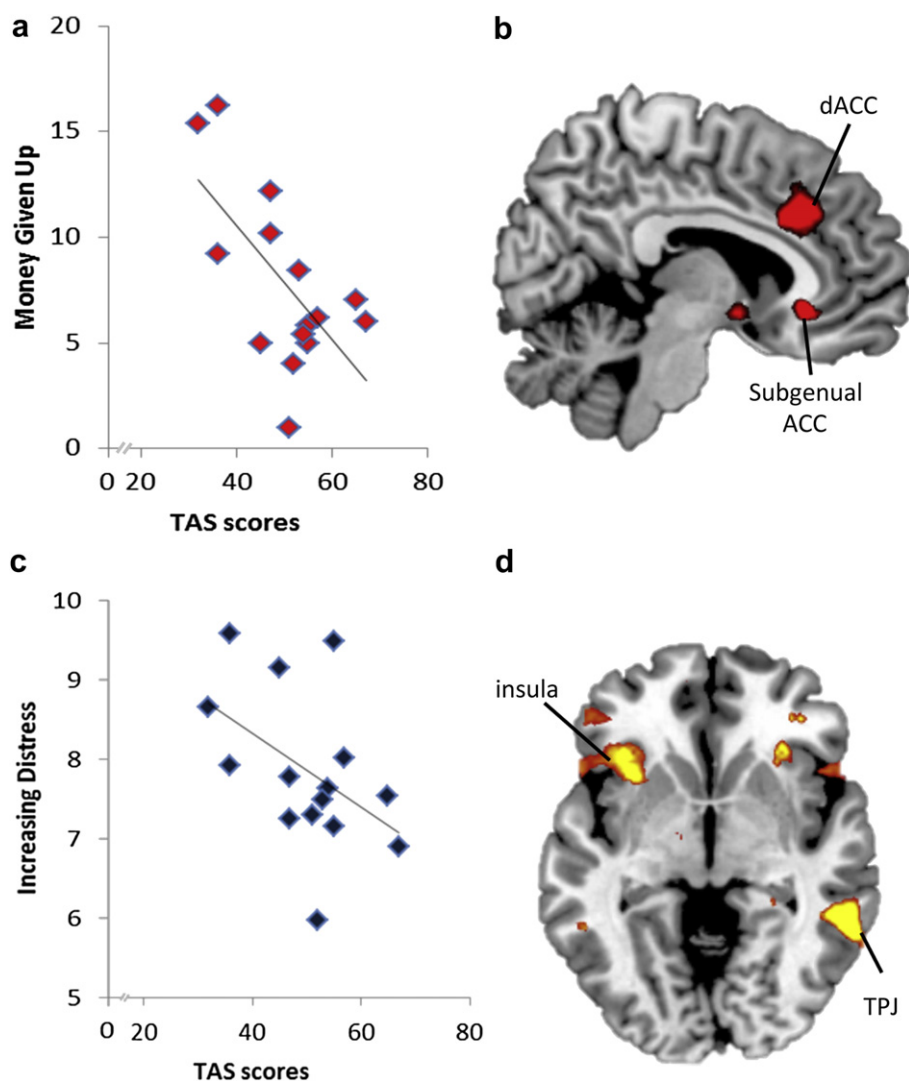 a
20
15
10
5
0
0 20 40 60 80
Money Given Up
TAS scores
b
dACC
Subgenual
ACC
c
10
9
8
7
6
5
0 20 40 60 80
Increasing Distress
TAS scores
d
insula
TPJ